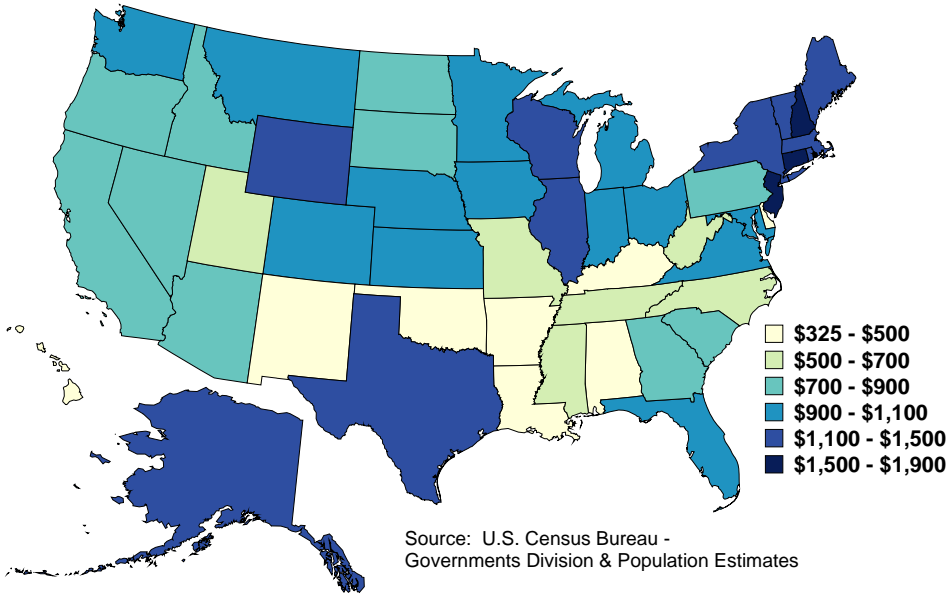 $325 - $500
$500 - $700
$700 - $900
$900 - $1,100
$1,100 - $1,500
$1,500 - $1,900
Source:  U.S. Census Bureau -
Governments Division & Population Estimates